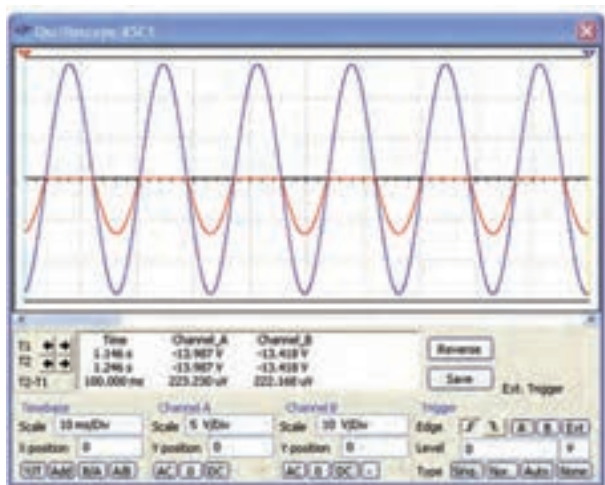 Oscilloscope-XSC1
T1
T2
T2-T1
Time Channel_A Channel_B
1.146 s -13.987 V -13.418 V
1.246 s -13.987 V -13.418 V
100.000 ms 223.230 uV 222.168 uV
Reverse
Save
Ext. Trigger
Timebase
Scale 10 ms/Div
X position 0
Y/T Add B/A A/B
Channel A
Scale 5 V/Div
Y position 0
AC 0 DC
Channel B
Scale 10 V/Div
Y position 0
AC 0 DC -
Trigger
Edge A B Ext
Level 0 V
Type Sing. Nor. Auto None